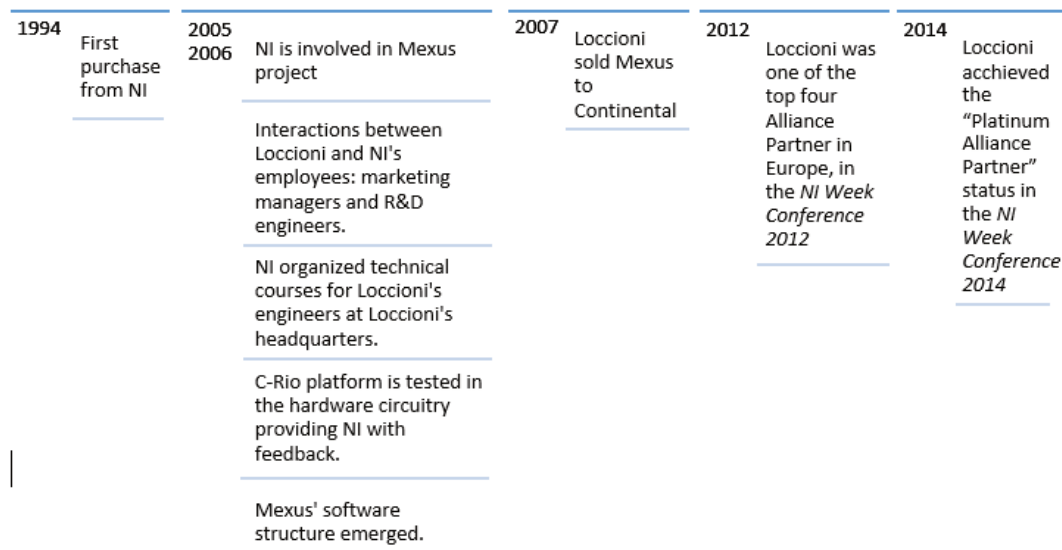 1994
First
purchase
from NI
2005
2006
NI is involved in Mexus
project
Interactions between
Loccioni and NI's
employees: marketing
managers and R&D
engineers.
NI organized technical
courses for Loccioni's
engineers at Loccioni's
headquarters.
C-Rio platform is tested in
the hardware circuitry
providing NI with
feedback.
Mexus' software
structure emerged.
2007
Loccioni
sold Mexus
to
Continental
2012
Loccioni was
one of the
top four
Alliance
Partner in
Europe, in
the NI Week
Conference
2012
2014
Loccioni
acchieved
the
“Platinum
Alliance
Partner”
status in
the NI
Week
Conference
2014